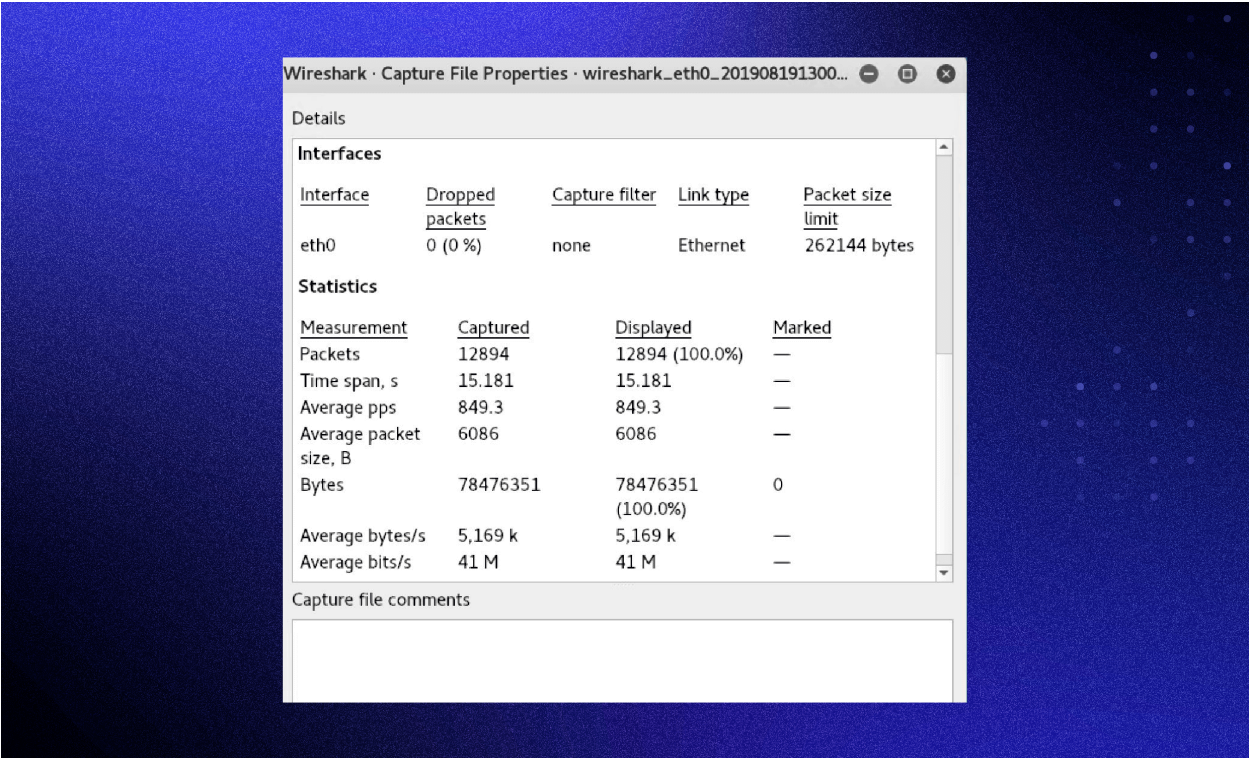 Wireshark · Capture File Properties · wireshark_eth0_201908191300...
Details
Interfaces
Interface Dropped packets Capture filter Link type Packet size limit
eth0 0 (0 %) none Ethernet 262144 bytes
Statistics
Measurement Captured Displayed Marked
Packets 12894 12894 (100.0%) —
Time span, s 15.181 15.181 —
Average pps 849.3 849.3 —
Average packet size, B 6086 6086 —
Bytes 78476351 78476351 (100.0%) 0
Average bytes/s 5,169 k 5,169 k —
Average bits/s 41 M 41 M —
Capture file comments